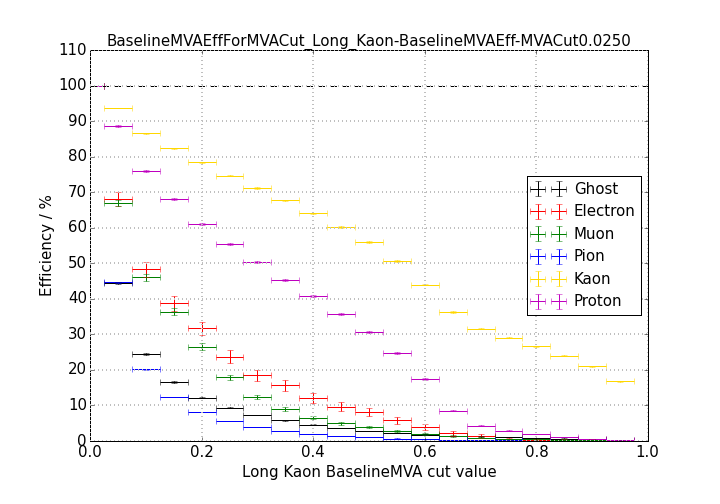 BaselineMVAEffForMVACut_Long_Kaon-BaselineMVAEff-MVACut0.0250
110
100
90
80
70
60
50
40
30
20
10
0
Efficiency / %
Ghost
Electron
Muon
Pion
Kaon
Proton
0.0 0.2 0.4 0.6 0.8 1.0
Long Kaon BaselineMVA cut value